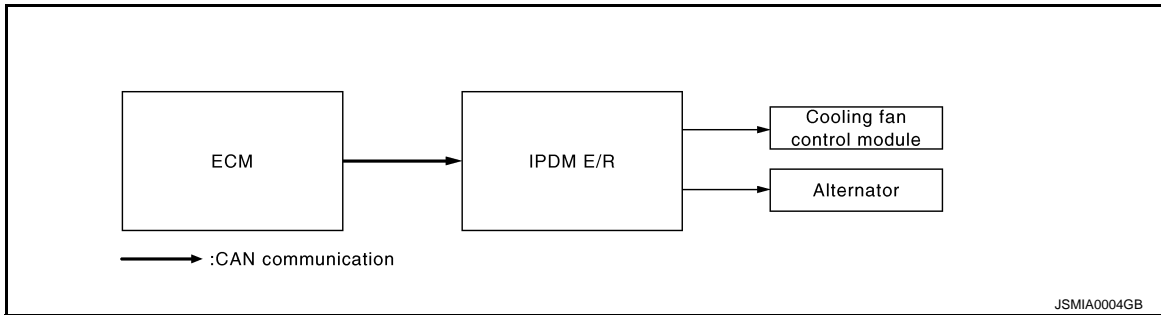 ECM
IPDM E/R
Cooling fan
control module
Alternator
:CAN communication
JSMIA0004GB